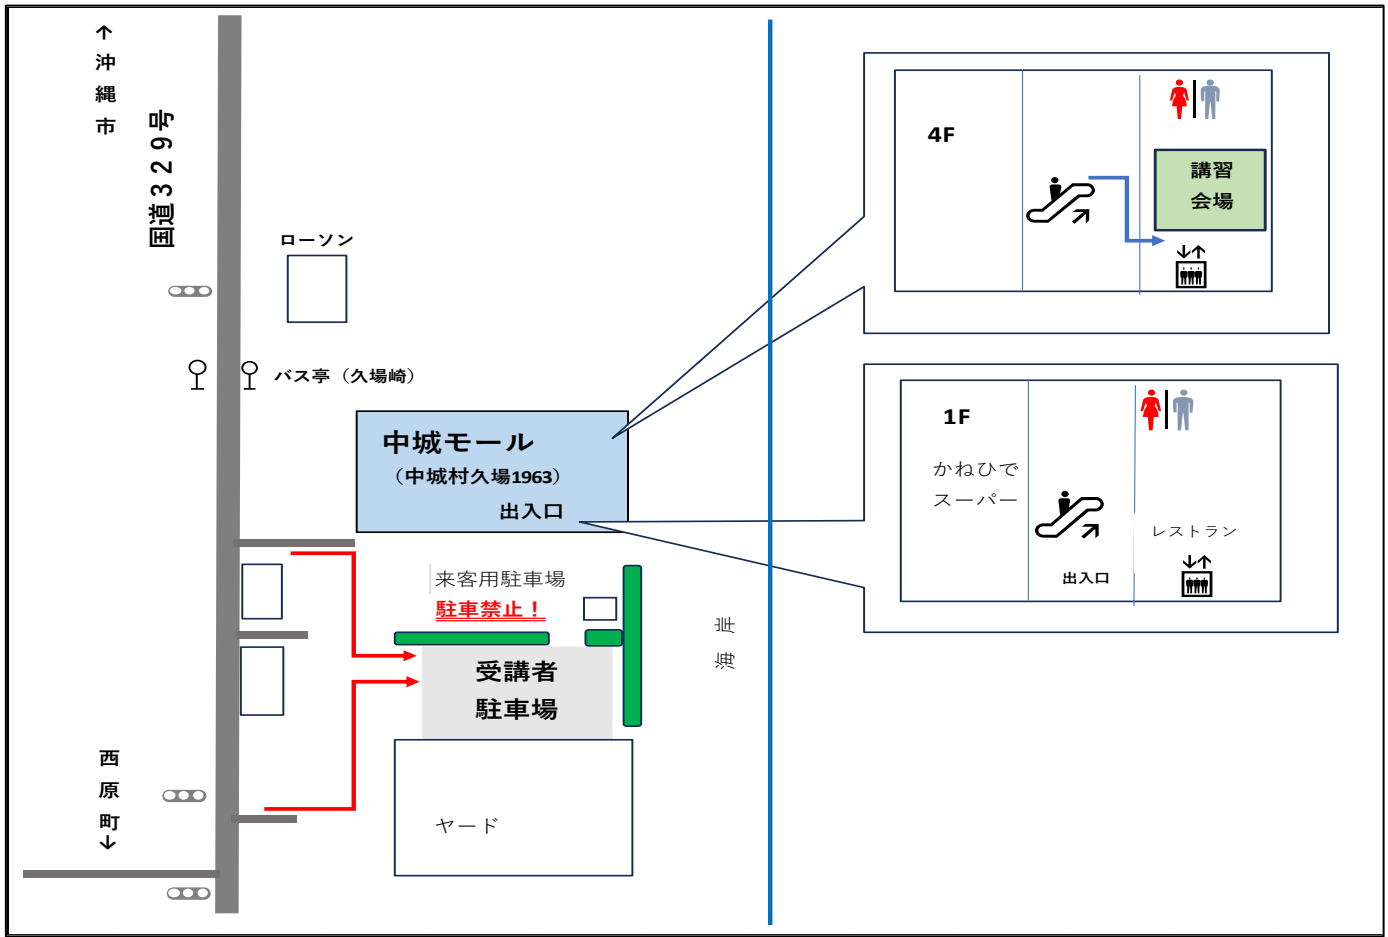 ↑沖縄市
国道３２９号
ローソン
バス亭（久場崎）
中城モール
（中城村久場1963）
出入口
来客用駐車場
駐車禁止！
受講者
駐車場
ヤード
西原町↓
海岸
4F
講習
会場
1F
かねひで
スーパー
レストラン
出入口